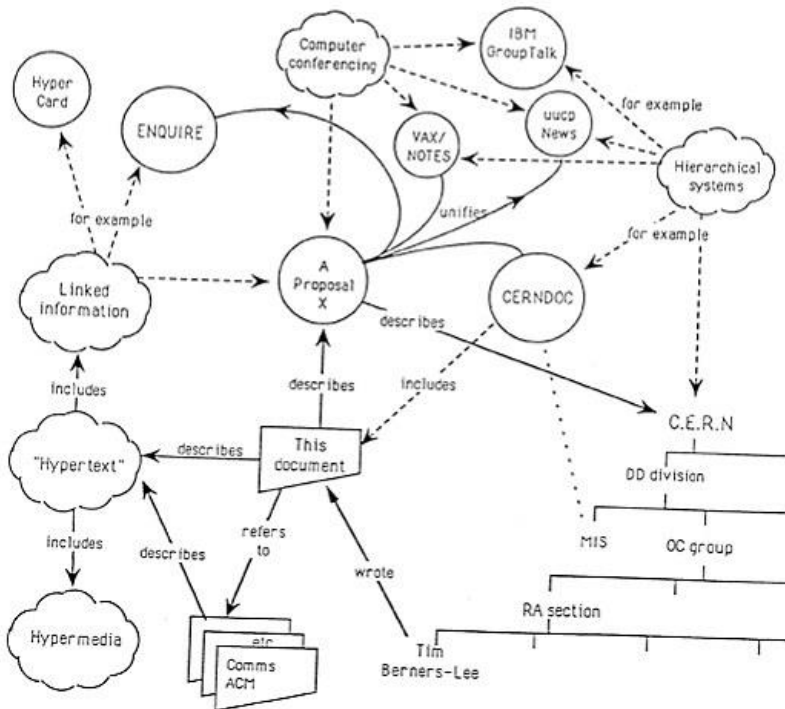 IBM
GroupTalk
Computer
conferencing
Hyper
Card
for example
ENQUIRE
VAX/
NOTES
uucp
News
Hierarchical
systems
unifies
for example
for example
A
Proposal
X
CERNDOC
Linked
information
describes
describes
includes
includes
C.E.R.N
This
document
describes
"Hypertext"
DD division
refers
to
describes
MIS
OC group
includes
wrote
RA section
Hypermedia
etc
Comms
ACM
Tim
Berners-Lee